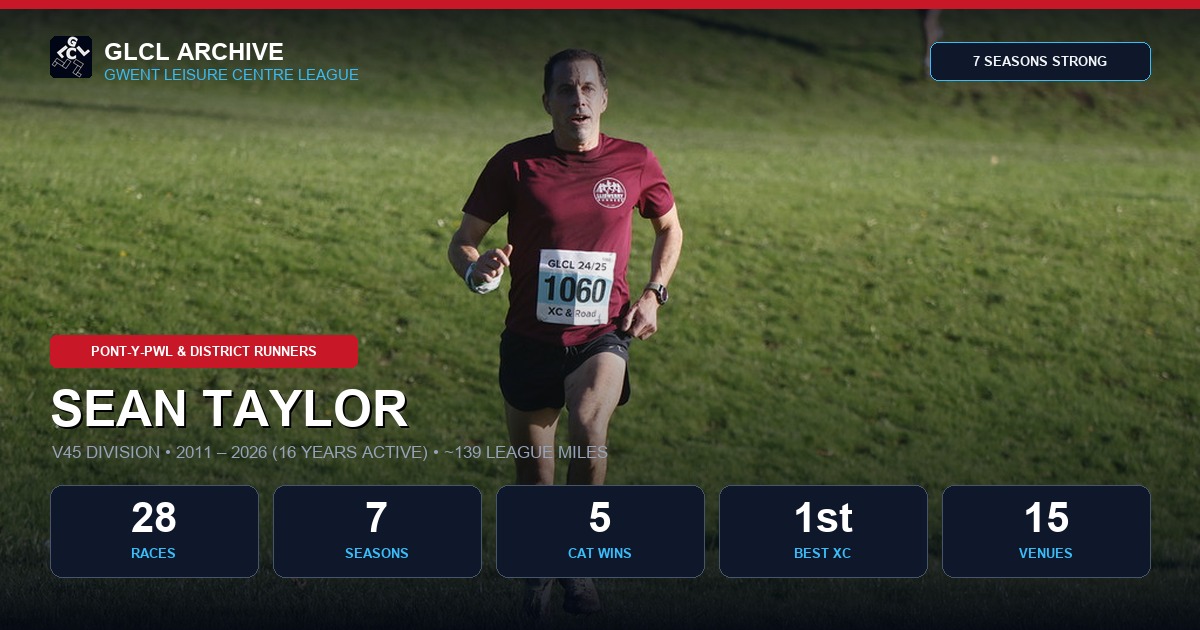 GLCL ARCHIVE
GWENT LEISURE CENTRE LEAGUE
7 SEASONS STRONG
GLCL 24/25
1060
XC & Road
PONT-Y-PWL & DISTRICT RUNNERS
SEAN TAYLOR
V45 DIVISION • 2011 – 2026 (16 YEARS ACTIVE) • ~139 LEAGUE MILES
28
RACES
7
SEASONS
5
CAT WINS
1st
BEST XC
15
VENUES